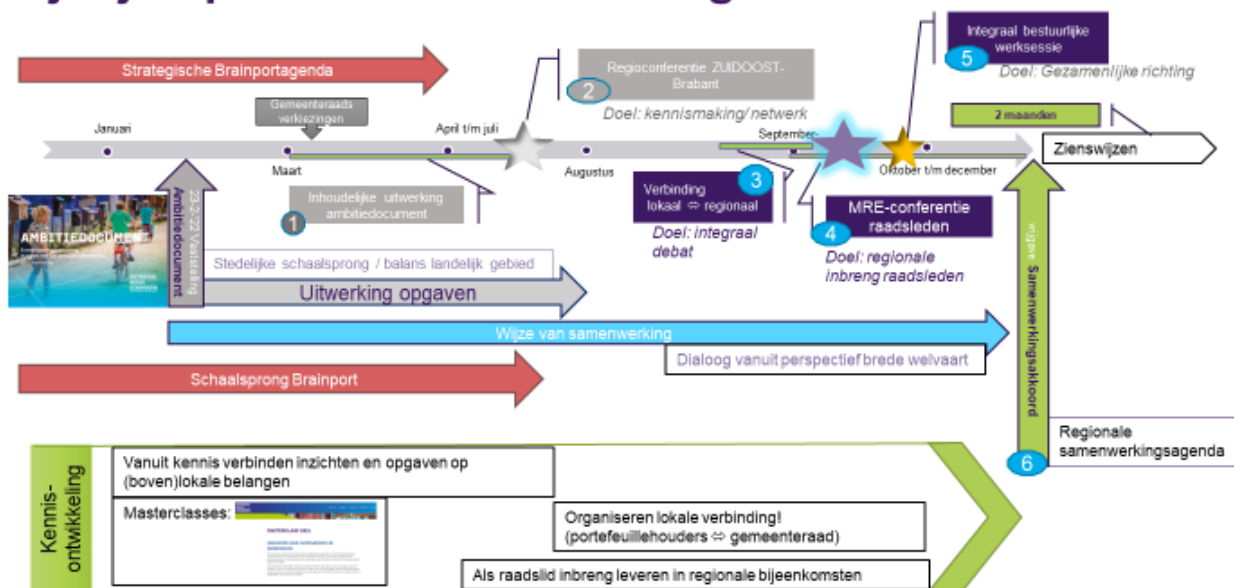 Strategische Brainportagenda
Gemeenteraads
verkiezingen
2
Regioconferentie ZUIDOOST-
Brabant
Doel: kennismaking/ netwerk
5
Integraal bestuurlijke
werksessie
Doel: Gezamenlijke richting
2 maanden
Januari
April t/m juli
September-
Zienswijzen
Maart
Augustus
Oktober t/m december
1
Inhoudelijke uitwerking
ambitiedocument
3
Verbinding
lokaal ⇔ regionaal
Doel: integraal
debat
4
MRE-conferentie
raadsleden
Doel: regionale
inbreng raadsleden
AMBITIEDOCUMENT
23-2-22 Vaststelling
Ambitiedocument
Stedelijke schaalsprong / balans landelijk gebied
Uitwerking opgaven
Wijze van samenwerking
Dialoog vanuit perspectief brede welvaart
Schaalsprong Brainport
vrijgave Samenwerkingsakkoord
6
Regionale
samenwerkingsagenda
Kennis-
ontwikkeling
Vanuit kennis verbinden inzichten en opgaven op
(boven)lokale belangen
Masterclasses:
Organiseren lokale verbinding!
(portefeuillehouders ⇔ gemeenteraad)
Als raadslid inbreng leveren in regionale bijeenkomsten